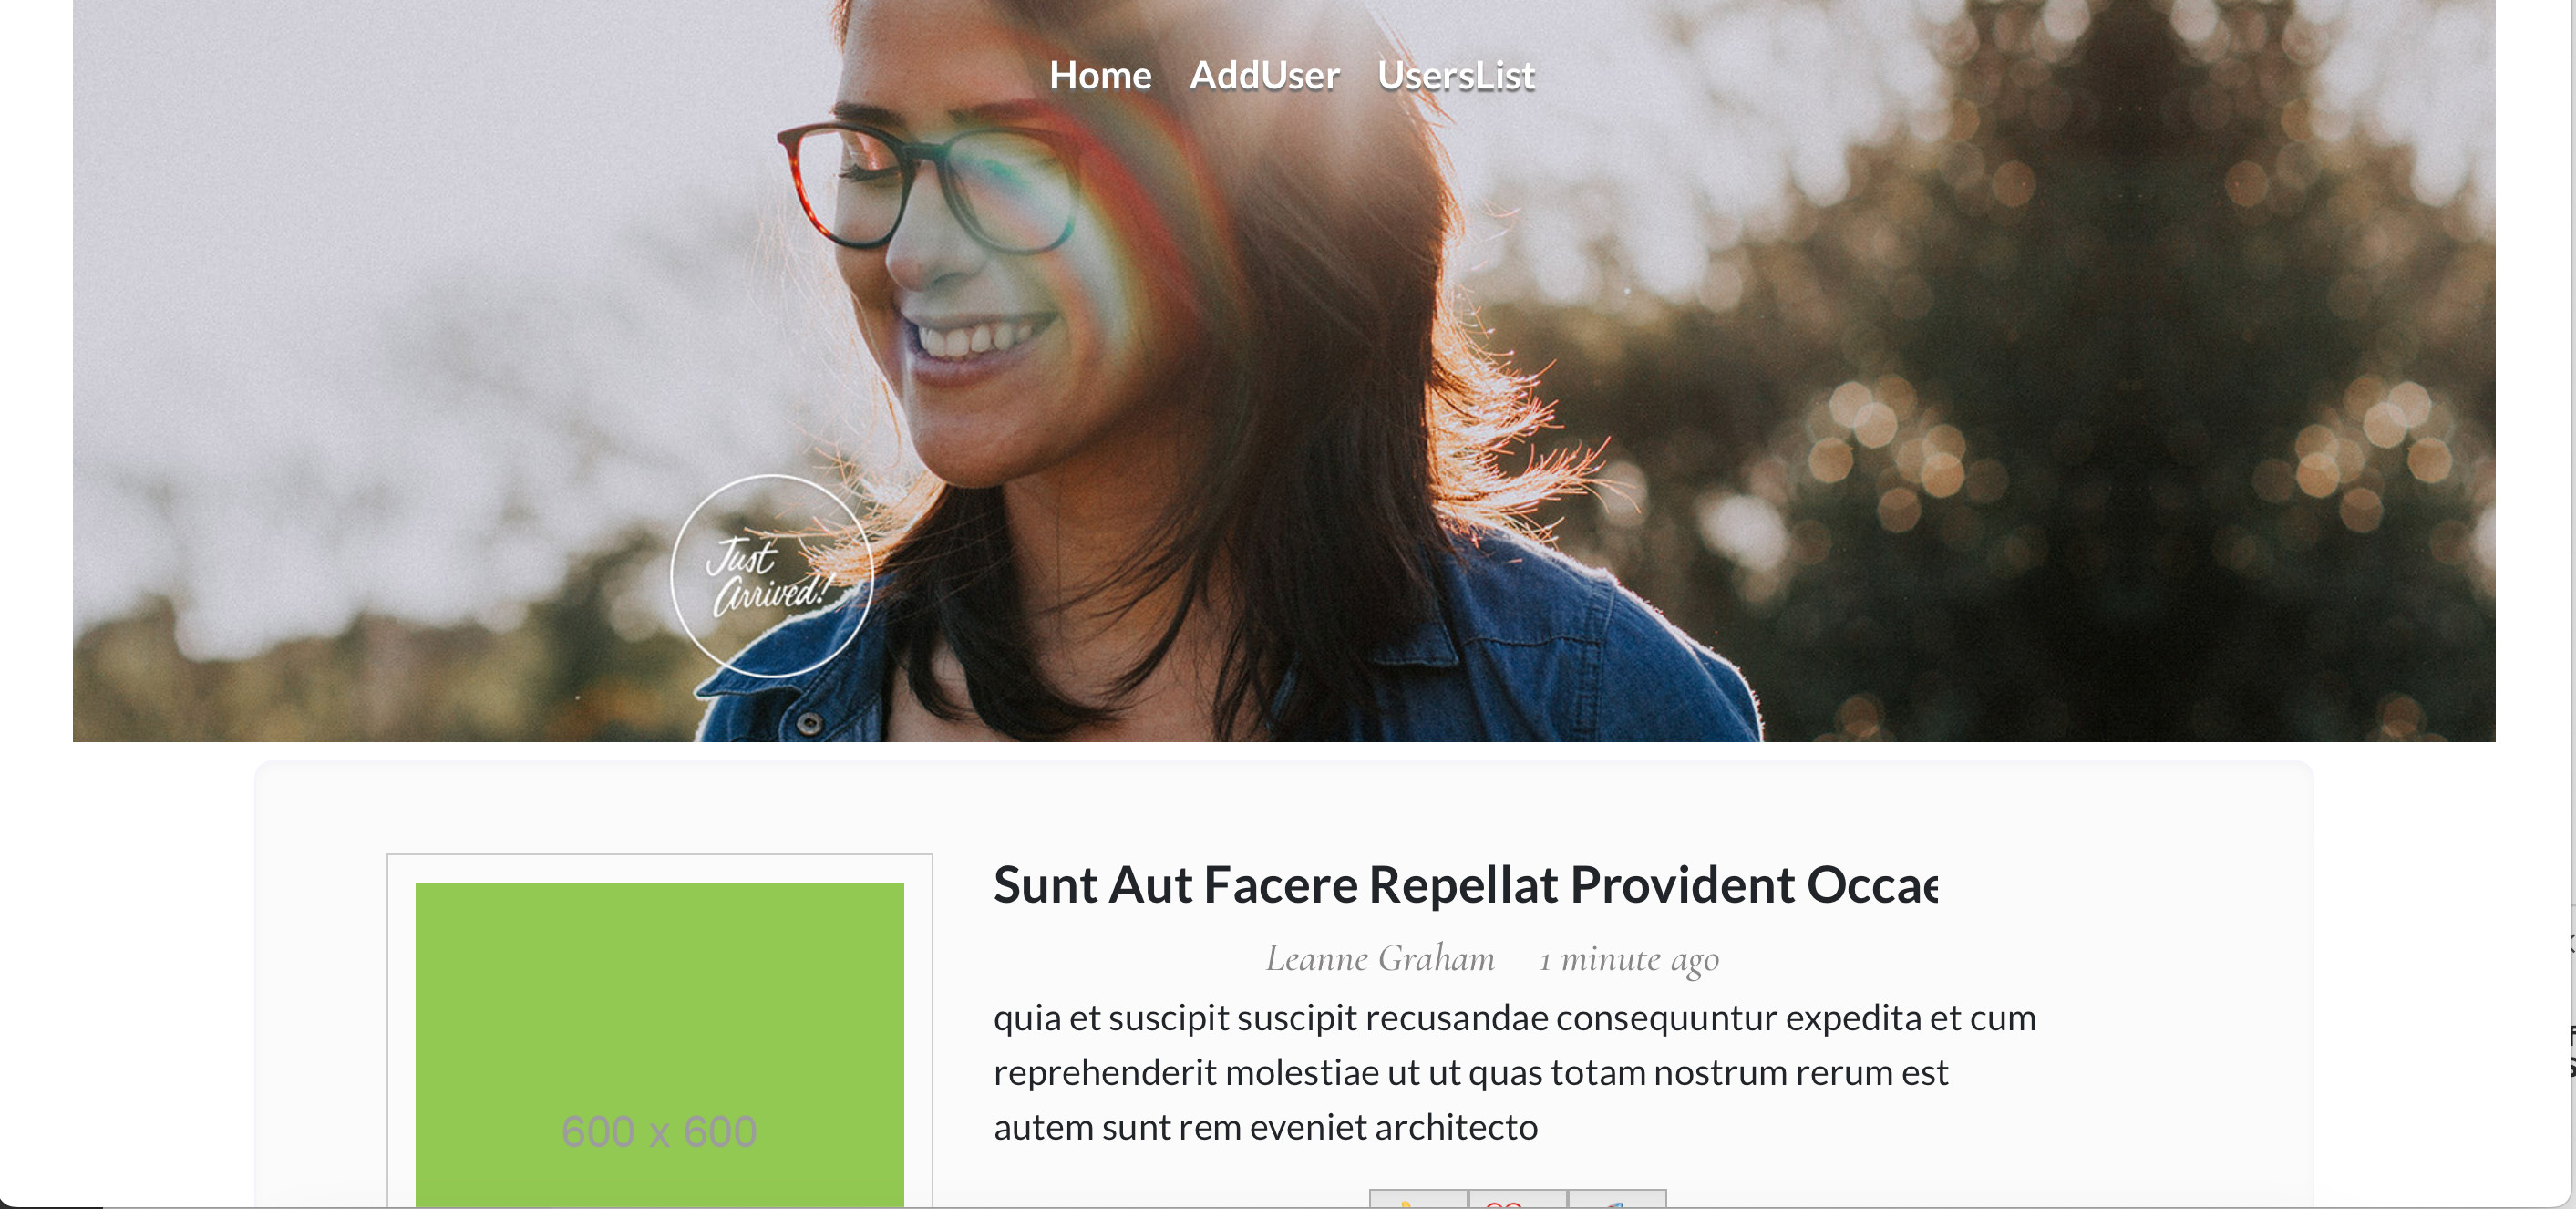 Home AddUser UsersList
Just
Arrived!
Sunt Aut Facere Repellat Provident Occae
Leanne Graham 1 minute ago
quia et suscipit suscipit recusandae consequuntur expedita et cum
reprehenderit molestiae ut ut quas totam nostrum rerum est
autem sunt rem eveniet architecto
600 x 600